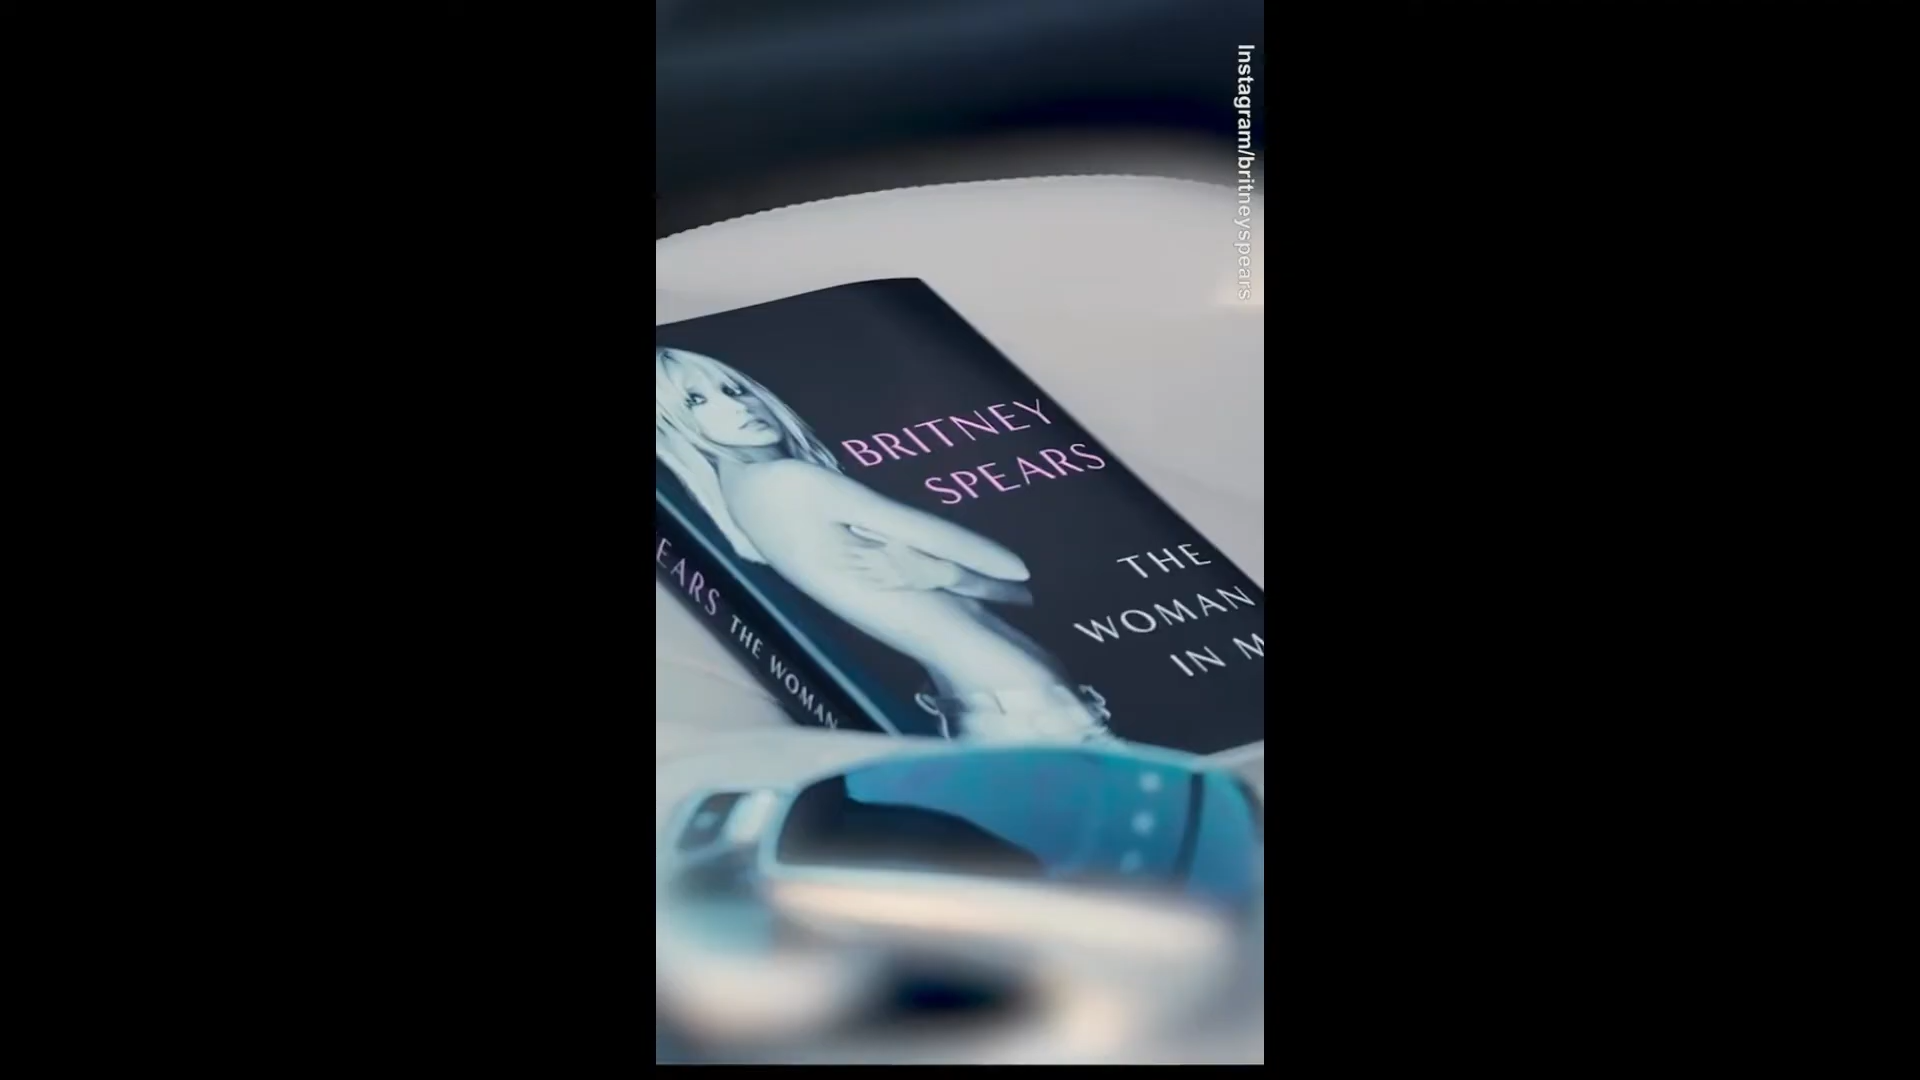 Instagram/britneyspears
BRITNEY
SPEARS
THE
WOMAN
IN M
EARS THE WOMAN